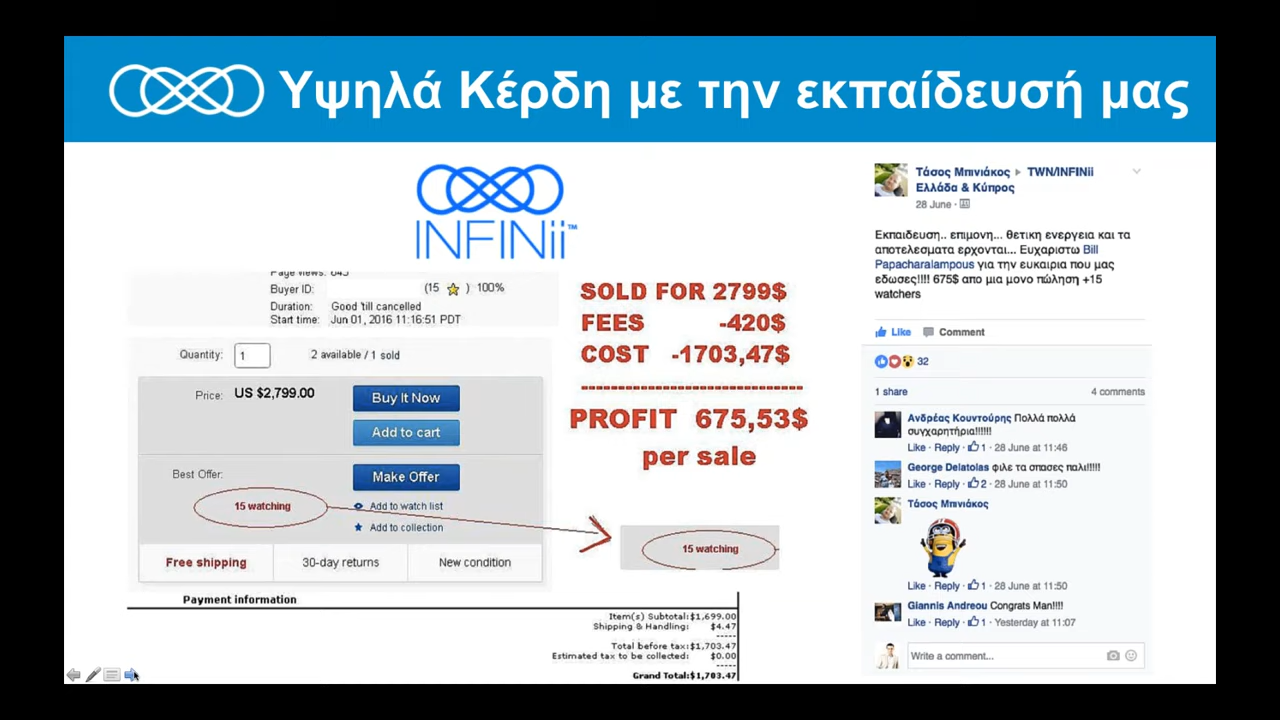 Υψηλά Κέρδη με την εκπαίδευσή μας
INFINii™
Page views: 643
Buyer ID: (15 ) 100%
Duration: Good 'till cancelled
Start time: Jun 01, 2016 11:16:51 PDT
Quantity: 1 2 available / 1 sold
Price: US $2,799.00
Buy It Now
Add to cart
Best Offer:
Make Offer
15 watching
Add to watch list
Add to collection
Free shipping 30-day returns New condition
SOLD FOR 2799$
FEES -420$
COST -1703,47$
-----------------------------
PROFIT 675,53$
per sale
15 watching
Payment information
Item(s) Subtotal:$1,699.00
Shipping & Handling: $4.47
-----
Total before tax:$1,703.47
Estimated tax to be collected: $0.00
-----
Grand Total:$1,703.47
Τάσος Μπινιάκος ▸ TWN/INFINii
Ελλάδα & Κύπρος
28 June ·
Εκπαιδευση.. επιμονη... θετικη ενεργεια και τα
αποτελεσματα ερχονται... Ευχαριστω Bill
Papacharalampous για την ευκαιρια που μας
εδωσες!!!! 675$ απο μια μονο πώληση +15
watchers
Like Comment
32
1 share 4 comments
Ανδρέας Κουντούρης Πολλά πολλά
συγχαρητήρια!!!!!!
Like · Reply · 1 · 28 June at 11:46
George Delatolas φιλε τα σπασες παλι!!!!!
Like · Reply · 2 · 28 June at 11:50
Τάσος Μπινιάκος
Like · Reply · 1 · 28 June at 11:50
Giannis Andreou Congrats Man!!!!
Like · Reply · 1 · Yesterday at 11:07
Write a comment...